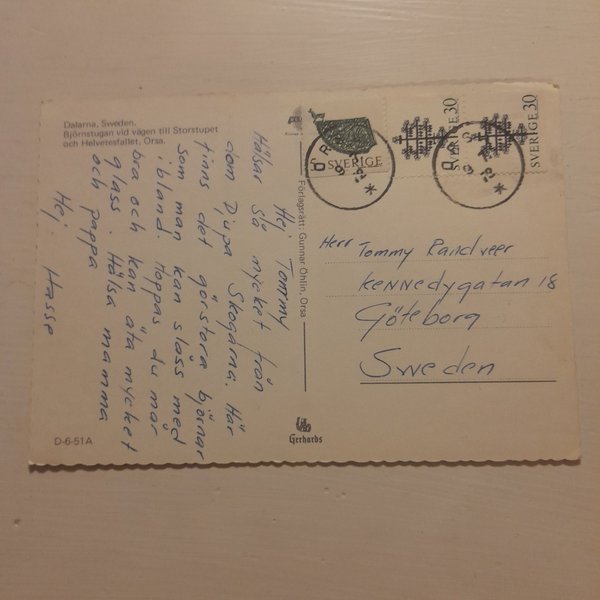 Dalarna, Sweden.
Björnstugan vid vägen till Storstupet
och Helvetesfallet, Orsa.
Hej Tommy
Hälsar så mycket från
dom Djupa Skogarna. Här
finns det görstora björnar
som man kan slåss med
ibland. Hoppas du mår
bra och kan äta mycket
glass. Hälsa mamma
och pappa
Hej. Hasse
D-6-51A
Förlagsrätt: Gunnar Öhlin, Orsa
Gerhards
SVERIGE
SVERIGE 30
SVERIGE 30
Herr Tommy Randveer
Kennedygatan 18
Göteborg
Sweden